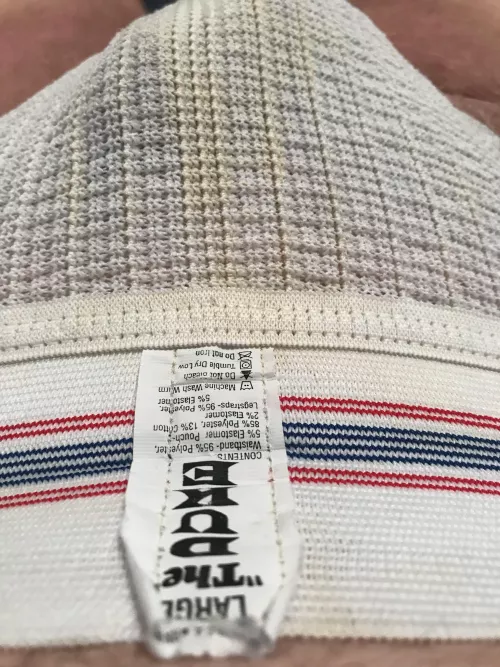 LARGE
"The
DUKE
CONTENTS
Waistband- 95% Polyester,
5% Elastomer Pouch-
85% Polyester, 13% Cotton
2% Elastomer
Legstraps- 95% Polyester,
5% Elastomer
Machine Wash Warm
Do Not Bleach
Tumble Dry Low
Do Not Iron